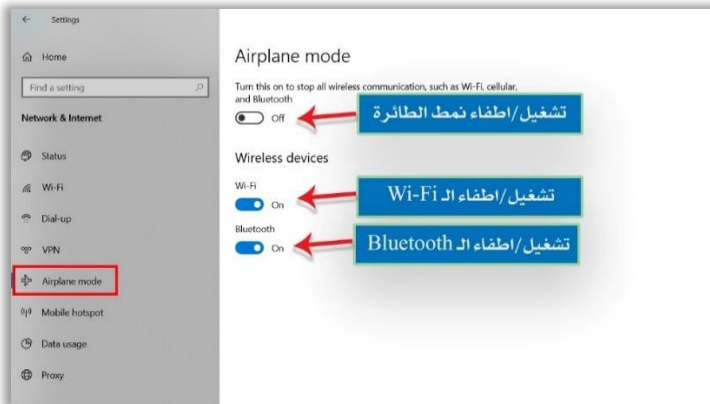 Settings
Home
Find a setting
Network & Internet
Status
Wi-Fi
Dial-up
VPN
Airplane mode
Mobile hotspot
Data usage
Proxy
Airplane mode
Turn this on to stop all wireless communication, such as Wi-Fi, cellular,
and Bluetooth
Off
تشغيل/اطفاء نمط الطائرة
Wireless devices
Wi-Fi
On
تشغيل/اطفاء الـ Wi-Fi
Bluetooth
On
تشغيل/اطفاء الـ Bluetooth